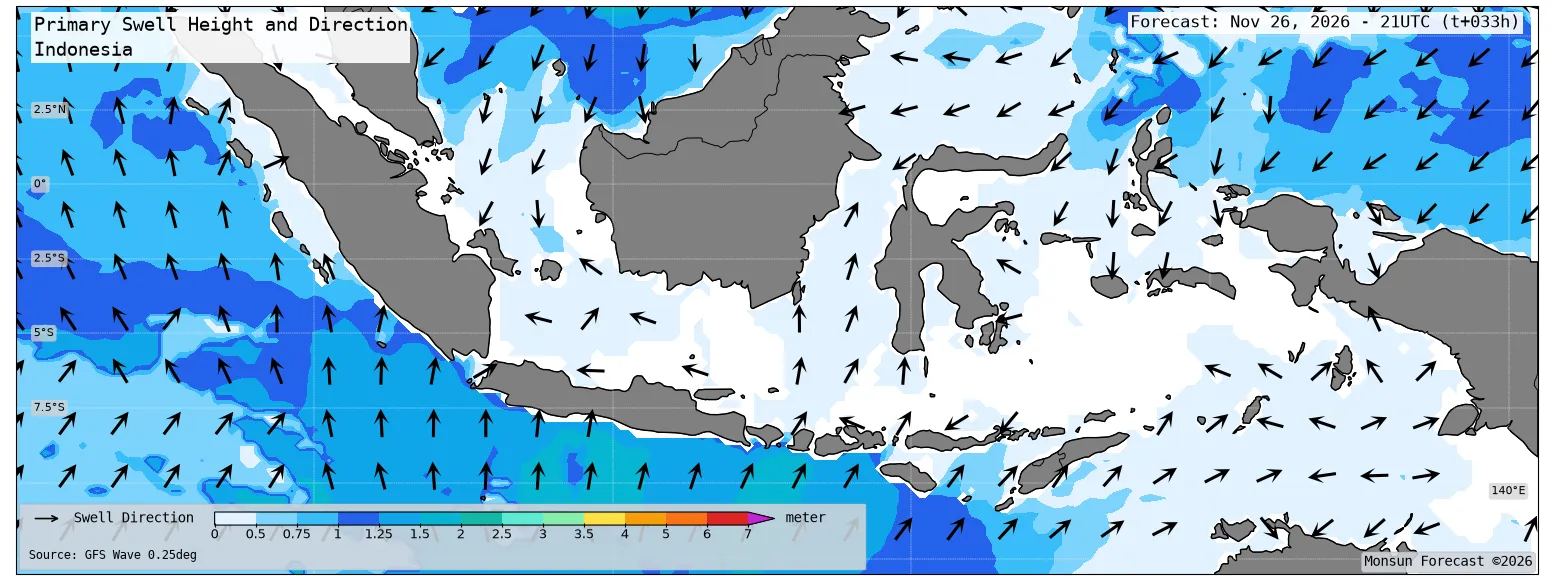 Primary Swell Height and Direction
Indonesia
Forecast: Nov 26, 2026 - 21UTC (t+033h)
2.5°N
0°
2.5°S
5°S
7.5°S
140°E
Swell Direction
0 0.5 0.75 1 1.25 1.5 2 2.5 3 3.5 4 5 6 7
meter
Source: GFS Wave 0.25deg
Monsun Forecast ©2026